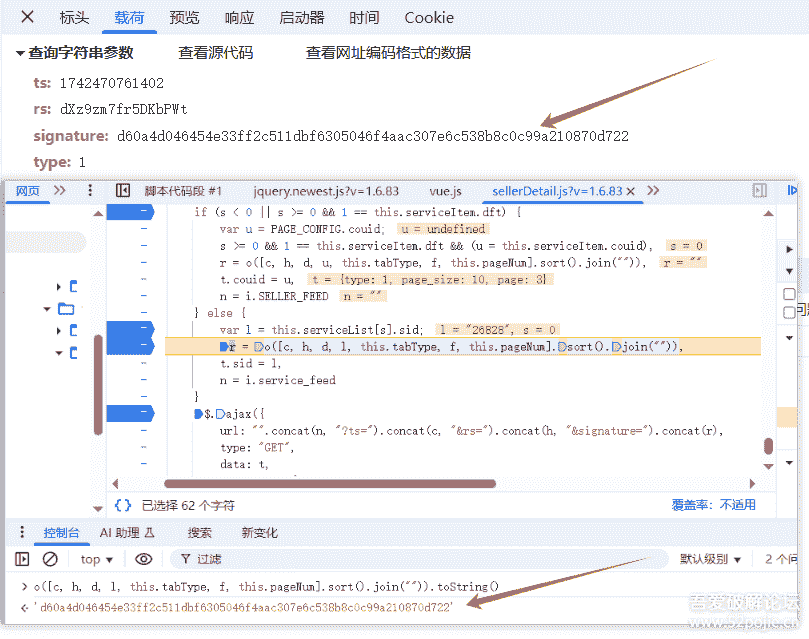 标头 载荷 预览 响应 启动器 时间 Cookie
查询字符串参数 查看源代码 查看网址编码格式的数据
ts: 1742470761402
rs: dXz9zm7fr5DKbPWt
signature: d60a4d046454e33ff2c511dbf6305046f4aac307e6c538b8c0c99a210870d722
type: 1
网页 脚本代码段 #1 jquery.newest.js?v=1.6.83 vue.js sellerDetail.js?v=1.6.83
if (s < 0 || s >= 0 && 1 == this.serviceItem.dft) {
var u = PAGE_CONFIG.couid; u = undefined
s >= 0 && 1 == this.serviceItem.dft && (u = this.serviceItem.couid), s = 0
r = o([c, h, d, u, this.tabType, f, this.pageNum].sort().join("")), r = ""
t.couid = u, t = {type: 1, page_size: 10, page: 3}
n = i.SELLER_FEED n = ""
} else {
var l = this.serviceList[s].sid; l = "26828", s = 0
r = o([c, h, d, l, this.tabType, f, this.pageNum].sort().join("")),
t.sid = l,
n = i.service_feed
}
$.ajax({
url: "".concat(n, "?ts=").concat(c, "&rs=").concat(h, "&signature=").concat(r),
type: "GET",
data: t,
{} 已选择 62 个字符 覆盖率：不适用
控制台 AI 助理 搜索 新变化
top 过滤 默认级别 2 个问
> o([c, h, d, l, this.tabType, f, this.pageNum].sort().join("")).toString()
'd60a4d046454e33ff2c511dbf6305046f4aac307e6c538b8c0c99a210870d722'
吾爱破解论坛
www.52pojie.cn